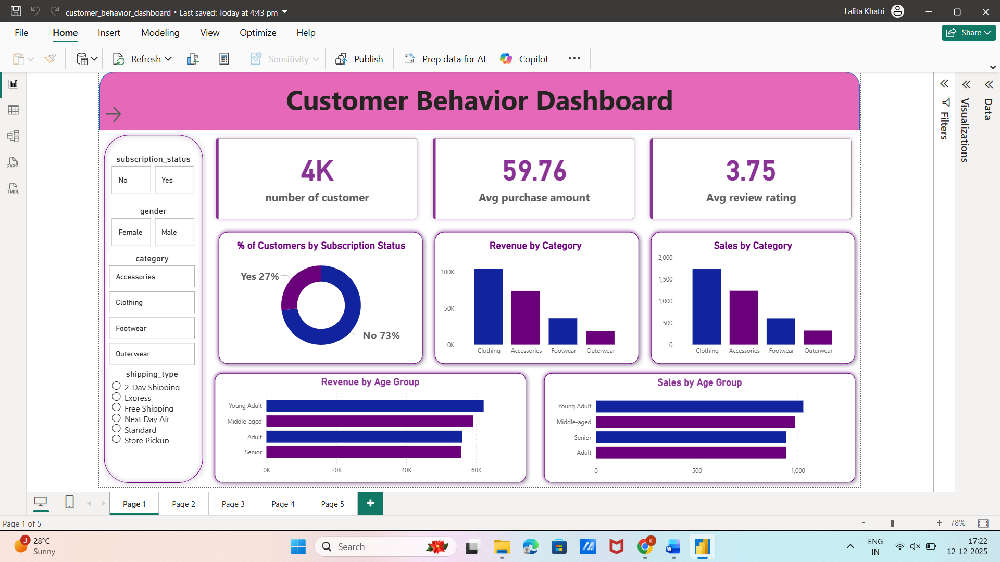 customer_behavior_dashboard • Last saved: Today at 4:43 pm
Lalita Khatri
File Home Insert Modeling View Optimize Help
Share
Refresh
Sensitivity
Publish
Prep data for AI
Copilot
Customer Behavior Dashboard
DAX
TMDL
Filters
Visualizations
Data
subscription_status
No Yes
gender
Female Male
category
Accessories
Clothing
Footwear
Outerwear
shipping_type
2-Day Shipping
Express
Free Shipping
Next Day Air
Standard
Store Pickup
4K
number of customer
59.76
Avg purchase amount
3.75
Avg review rating
% of Customers by Subscription Status
Yes 27%
No 73%
Revenue by Category
100K
50K
0K
Clothing Accessories Footwear Outerwear
Sales by Category
2,000
1,500
1,000
500
0
Clothing Accessories Footwear Outerwear
Revenue by Age Group
Young Adult
Middle-aged
Adult
Senior
0K 20K 40K 60K
Sales by Age Group
Young Adult
Middle-aged
Senior
Adult
0 500 1,000
Page 1 Page 2 Page 3 Page 4 Page 5
Page 1 of 5
- + 78%
3
28°C
Sunny
Search
K
W
ENG
IN
17:22
12-12-2025